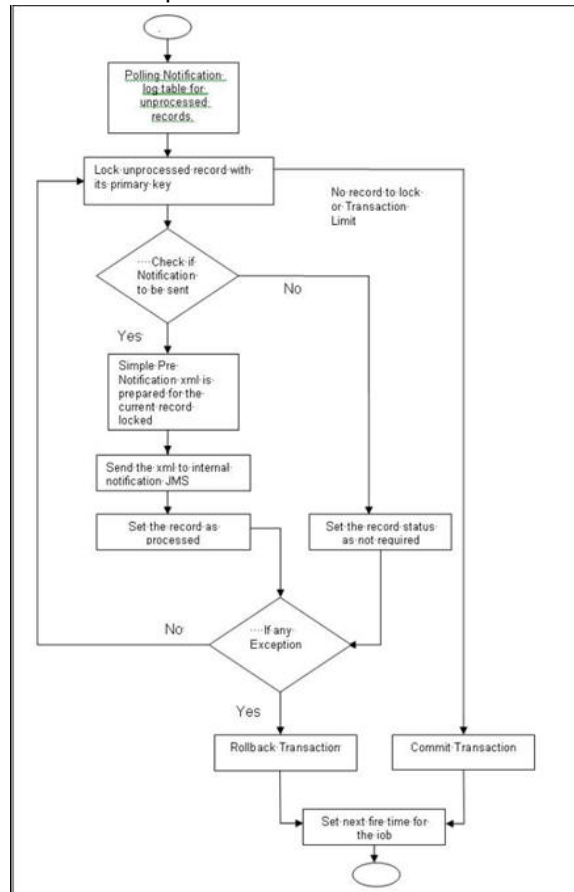 Polling Notification
log table for
unprocessed
records.
Lock unprocessed record with
its primary key
No record to lock
or Transaction
Limit
....Check if
Notification
to be sent
No
Yes
Simple Pre
Notification xml is
prepared for the
current record
locked
Send the xml to internal
notification JMS
Set the record as
processed
Set the record status
as not required
No
....If any
Exception
Yes
Rollback Transaction
Commit Transaction
Set next fire time for
the job